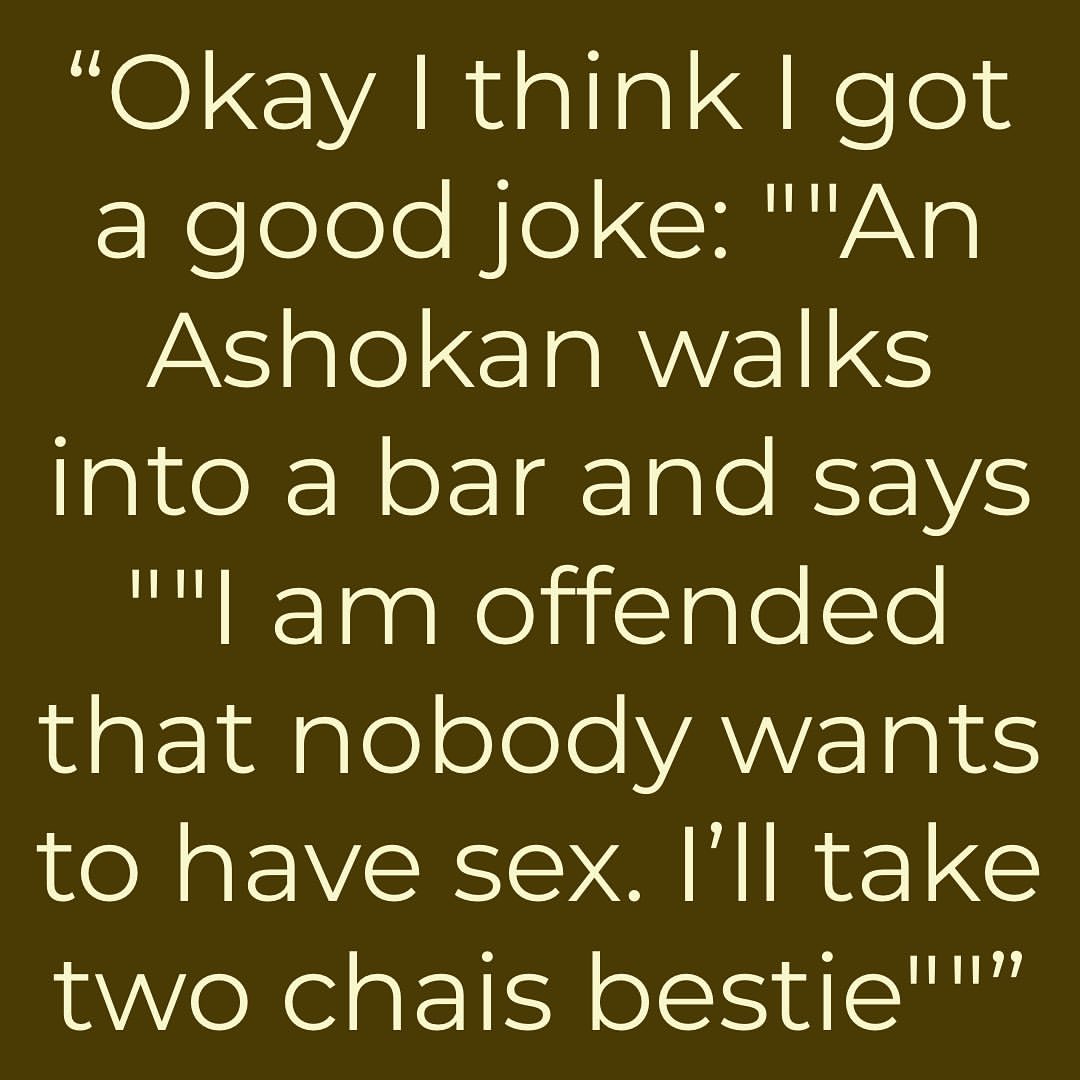 “Okay I think I got
a good joke: ""An
Ashokan walks
into a bar and says
""I am offended
that nobody wants
to have sex. I’ll take
two chais bestie""”